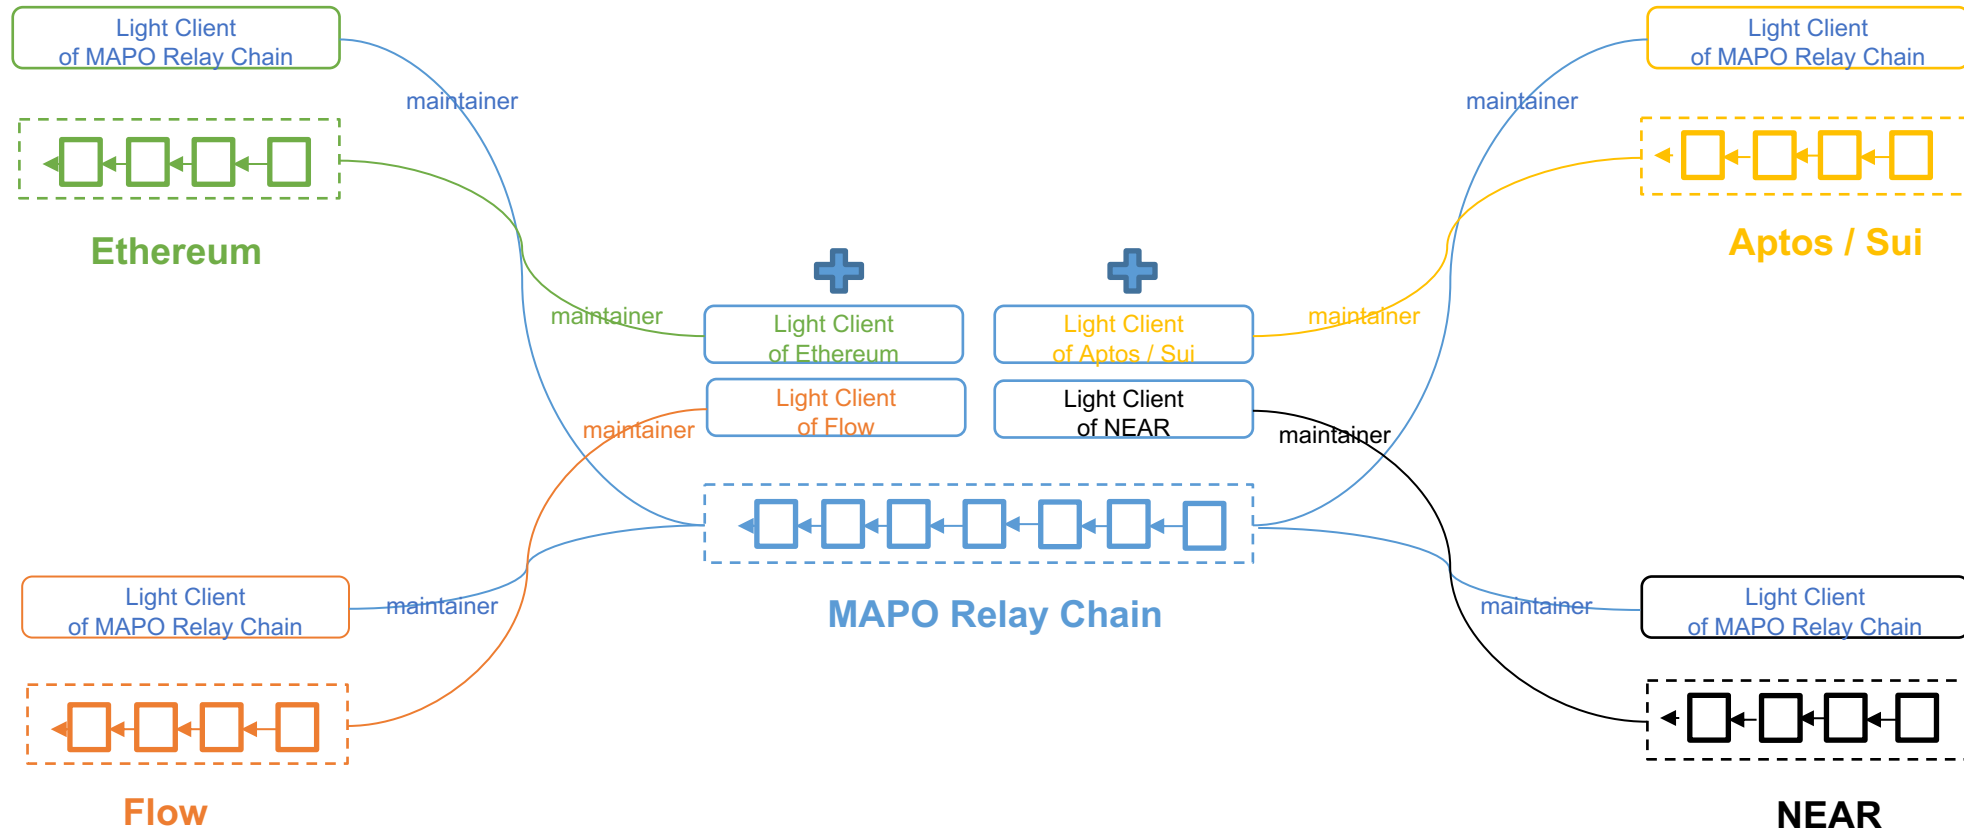 Light Client
of MAPO Relay Chain
maintainer
Ethereum
maintainer
Light Client
of Ethereum
Light Client
of Aptos / Sui
maintainer
Light Client
of MAPO Relay Chain
maintainer
Aptos / Sui
maintainer
Light Client
of Flow
Light Client
of NEAR
maintainer
MAPO Relay Chain
Light Client
of MAPO Relay Chain
maintainer
Flow
maintainer
Light Client
of MAPO Relay Chain
NEAR